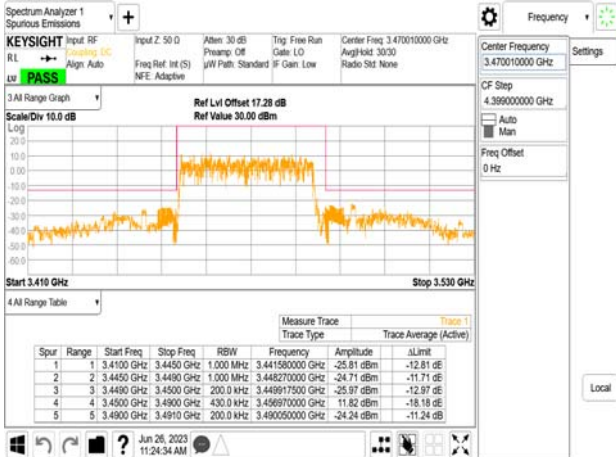 Spectrum Analyzer 1
Spurious Emissions
Frequency
KEYSIGHT Input: RF Input Z: 50 Ω Atten: 30 dB Trig: Free Run Center Freq: 3.470010000 GHz
R L Coupling: DC Preamp: Off Gate: LO Avg|Hold: 30/30
Align: Auto Freq Ref: Int (S) µW Path: Standard IF Gain: Low Radio Std: None
NFE: Adaptive
LVI PASS
3 All Range Graph
Ref Lvl Offset 17.28 dB
Scale/Div 10.0 dB Ref Value 30.00 dBm
Log
20.0
10.0
0.00
-10.0
-20.0
-30.0
-40.0
-50.0
-60.0
Start 3.410 GHz Stop 3.530 GHz
4 All Range Table
Measure Trace Trace 1
Trace Type Trace Average (Active)
Spur Range Start Freq Stop Freq RBW Frequency Amplitude ΔLimit
1 1 3.4100 GHz 3.4450 GHz 1.000 MHz 3.441580000 GHz -25.81 dBm -12.81 dB
2 2 3.4450 GHz 3.4490 GHz 1.000 MHz 3.448270000 GHz -24.71 dBm -11.71 dB
3 3 3.4490 GHz 3.4500 GHz 200.0 kHz 3.449917500 GHz -25.97 dBm -12.97 dB
4 4 3.4500 GHz 3.4900 GHz 430.0 kHz 3.456970000 GHz 11.82 dBm -18.18 dB
5 5 3.4900 GHz 3.4910 GHz 200.0 kHz 3.490050000 GHz -24.24 dBm -11.24 dB
Center Frequency
3.470010000 GHz
Settings
CF Step
4.399000000 GHz
Auto
Man
Freq Offset
0 Hz
Local
Jun 26, 2023
11:24:34 AM